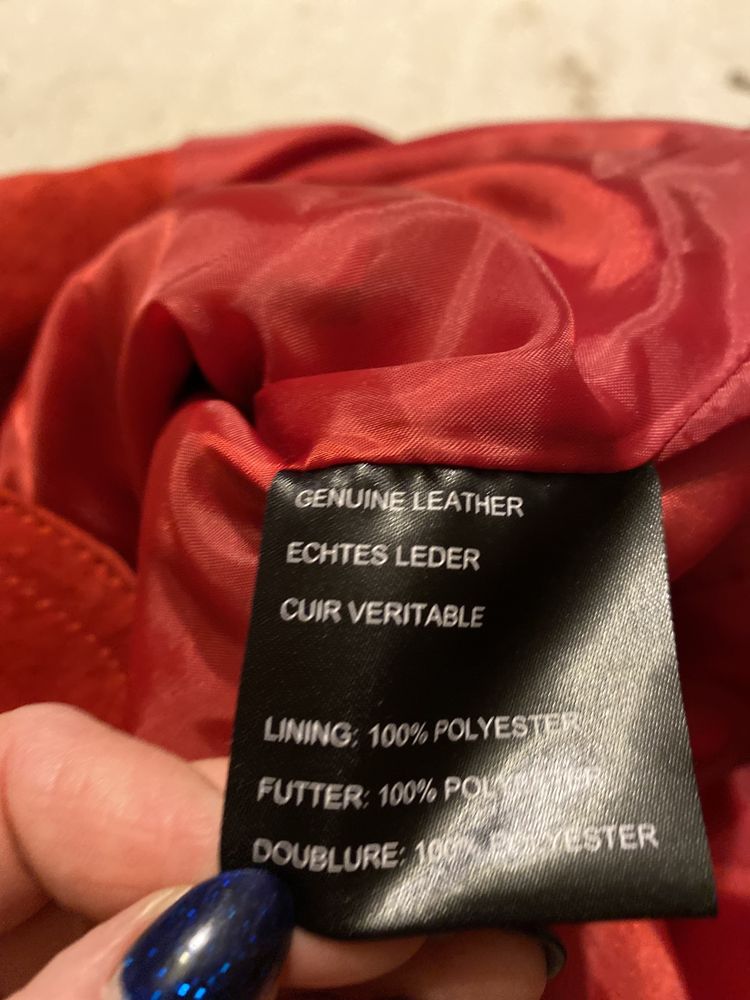 GENUINE LEATHER
ECHTES LEDER
CUIR VERITABLE
LINING: 100% POLYESTER
FUTTER: 100% POLYESTER
DOUBLURE: 100% POLYESTER